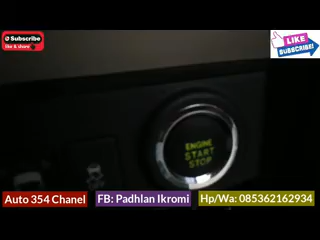 Subscribe
like & share
LIKE
SUBSCRIBE!
ENGINE
START
STOP
Auto 354 Chanel
FB: Padhlan Ikromi
Hp/Wa: 085362162934